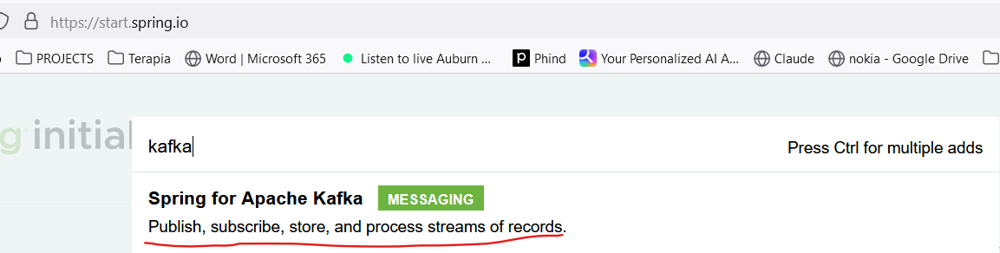 https://start.spring.io
PROJECTS Terapia Word | Microsoft 365 Listen to live Auburn ... Phind Your Personalized AI A... Claude nokia - Google Drive
g initial
kafka Press Ctrl for multiple adds
Spring for Apache Kafka MESSAGING
Publish, subscribe, store, and process streams of records.